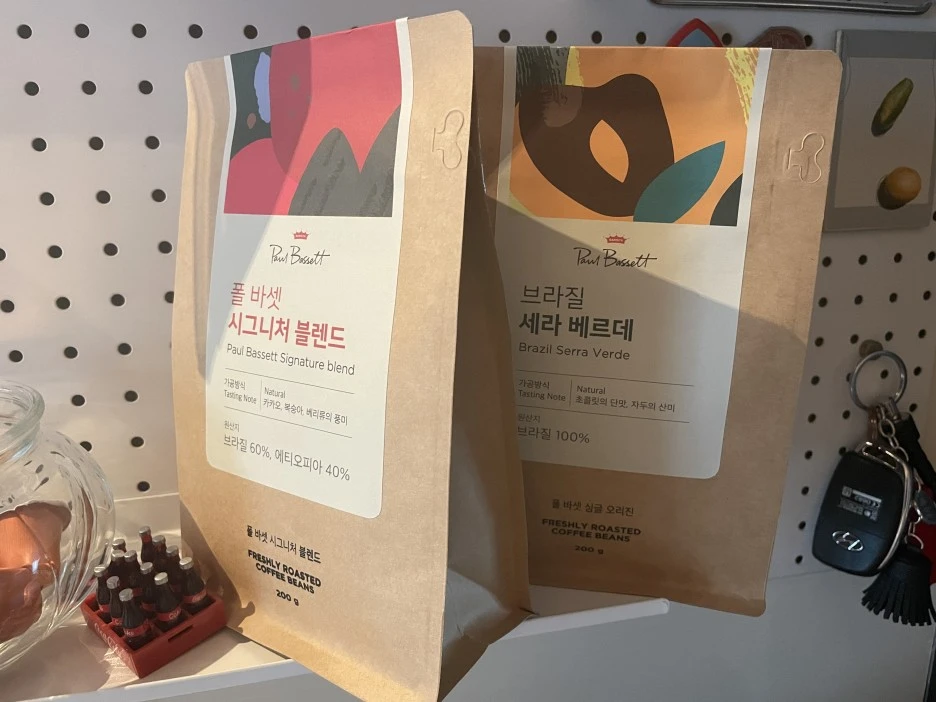 Paul Bassett
폴 바셋
시그니처 블렌드
Paul Bassett Signature blend
가공방식
Natural
Tasting Note
카카오, 복숭아, 베리류의 풍미
원산지
브라질 60%, 에티오피아 40%
폴 바셋 시그니처 블렌드
FRESHLY ROASTED
COFFEE BEANS
200 g
Paul Bassett
브라질
세라 베르데
Brazil Serra Verde
가공방식
Natural
Tasting Note
초콜릿의 단맛, 자두의 산미
원산지
브라질 100%
폴 바셋 싱글 오리진
FRESHLY ROASTED
COFFEE BEANS
200 g